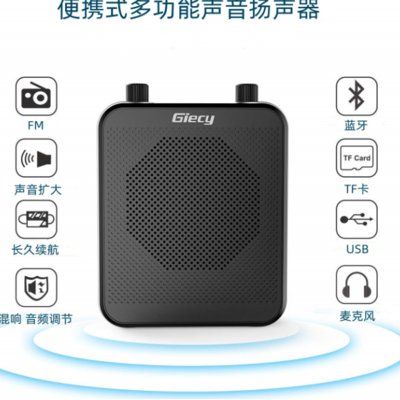 便携式多功能声音扬声器
Giecy
FM
声音扩大
长久续航
混响 音频调节
蓝牙
TF Card
TF卡
USB
麦克风